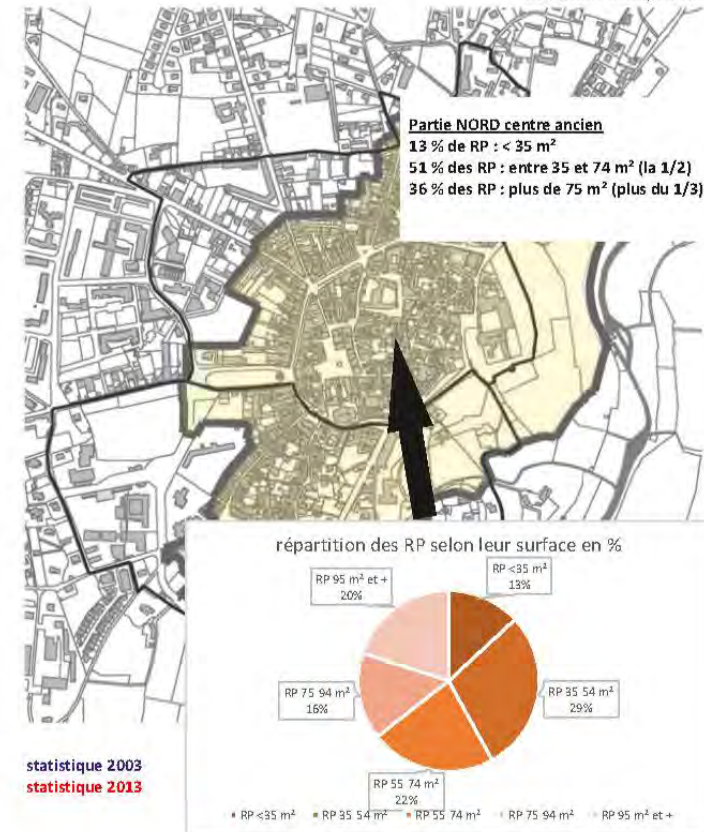 Partie NORD centre ancien
13 % de RP : < 35 m²
51 % des RP : entre 35 et 74 m² (la 1/2)
36 % des RP : plus de 75 m² (plus du 1/3)
répartition des RP selon leur surface en %
RP <35 m²
13%
RP 95 m² et +
20%
RP 75 94 m²
16%
RP 35 54 m²
29%
RP 55 74 m²
22%
RP <35 m² RP 35 54 m² RP 55 74 m² RP 75 94 m² RP 95 m² et +
statistique 2003
statistique 2013